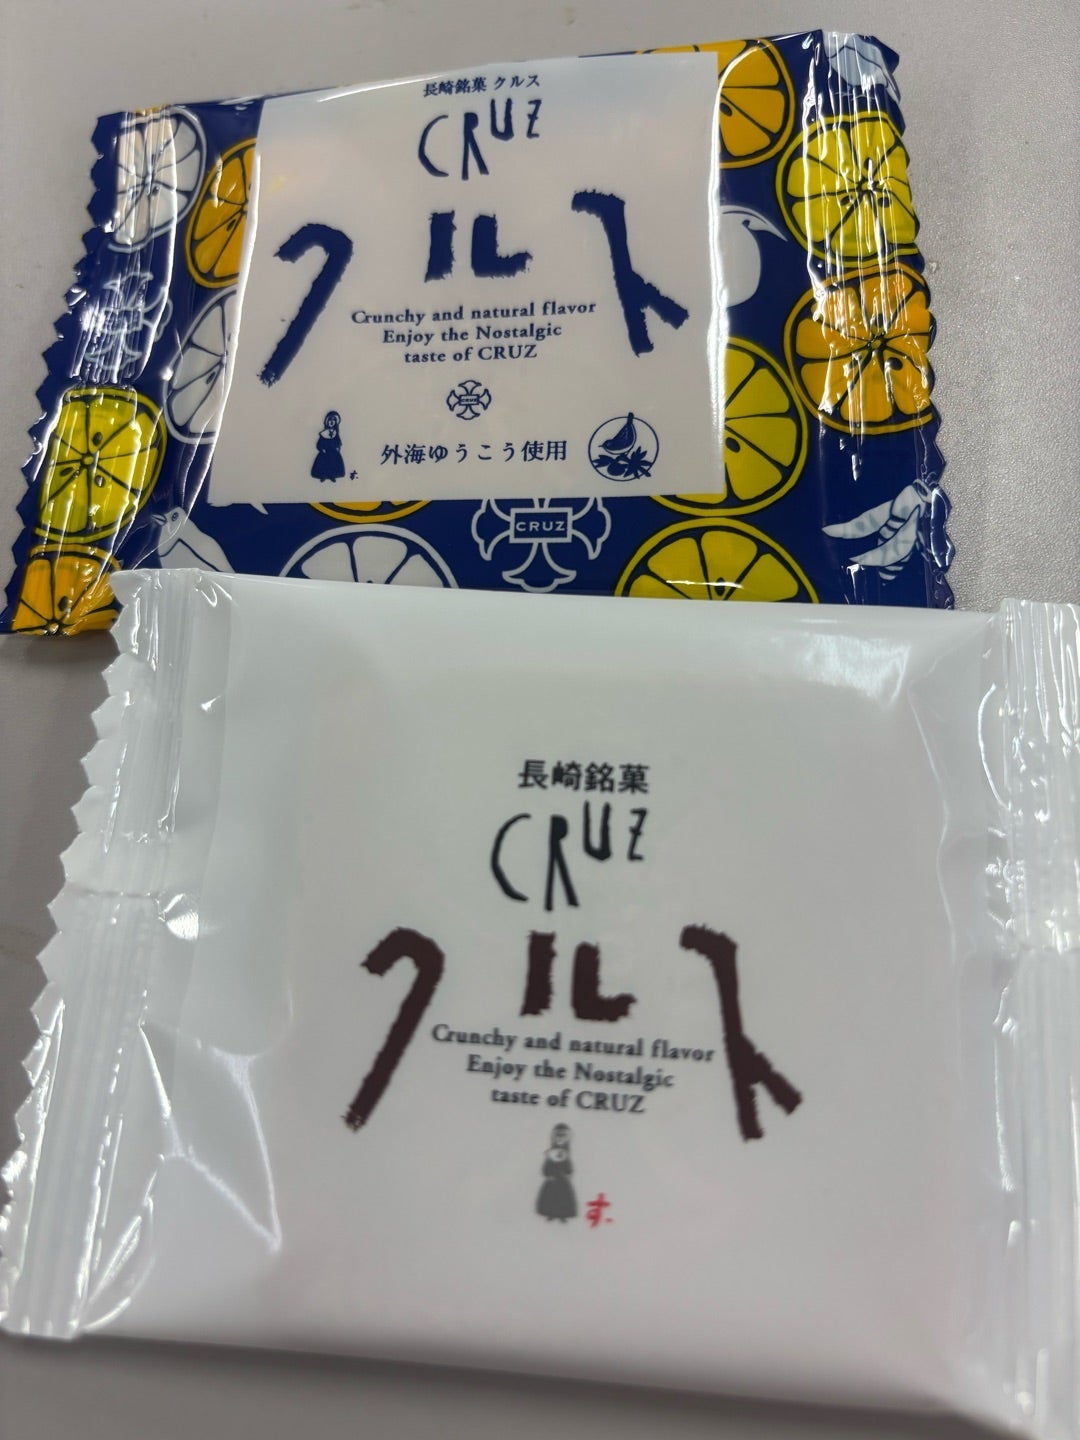 長崎銘菓 クルス
CRUZ
クルス
Crunchy and natural flavor
Enjoy the Nostalgic
taste of CRUZ
CRUZ
す.
外海ゆうこう使用
CRUZ
長崎銘菓
CRUZ
クルス
Crunchy and natural flavor
Enjoy the Nostalgic
taste of CRUZ
す.